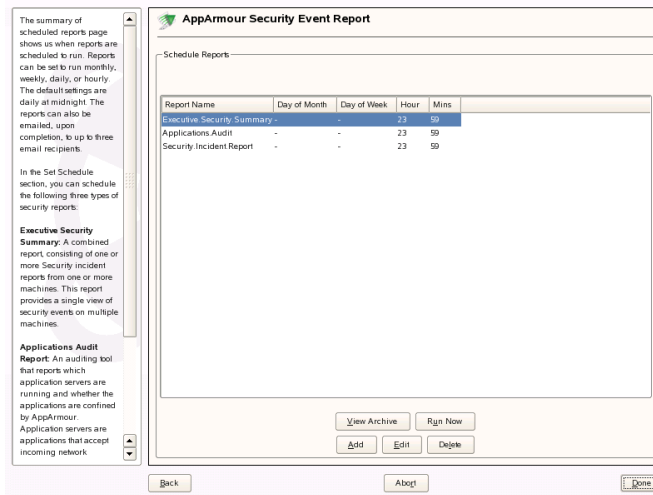 The summary of
scheduled reports page
shows us when reports are
scheduled to run. Reports
can be set to run monthly,
weekly, daily, or hourly.
The default settings are
daily at midnight. The
reports can also be
emailed, upon
completion, to up to three
email recipients.
In the Set Schedule
section, you can schedule
the following three types of
security reports:
Executive Security
Summary: A combined
report, consisting of one or
more Security incident
reports from one or more
machines. This report
provides a single view of
security events on multiple
machines.
Applications Audit
Report: An auditing tool
that reports which
application servers are
running and whether the
applications are confined
by AppArmour.
Application servers are
applications that accept
incoming network
AppArmour Security Event Report
Schedule Reports
Report Name Day of Month Day of Week Hour Mins
Executive.Security.Summary - - 23 59
Applications.Audit - - 23 59
Security.Incident.Report - - 23 59
View Archive Run Now
Add Edit Delete
Back Abort Done